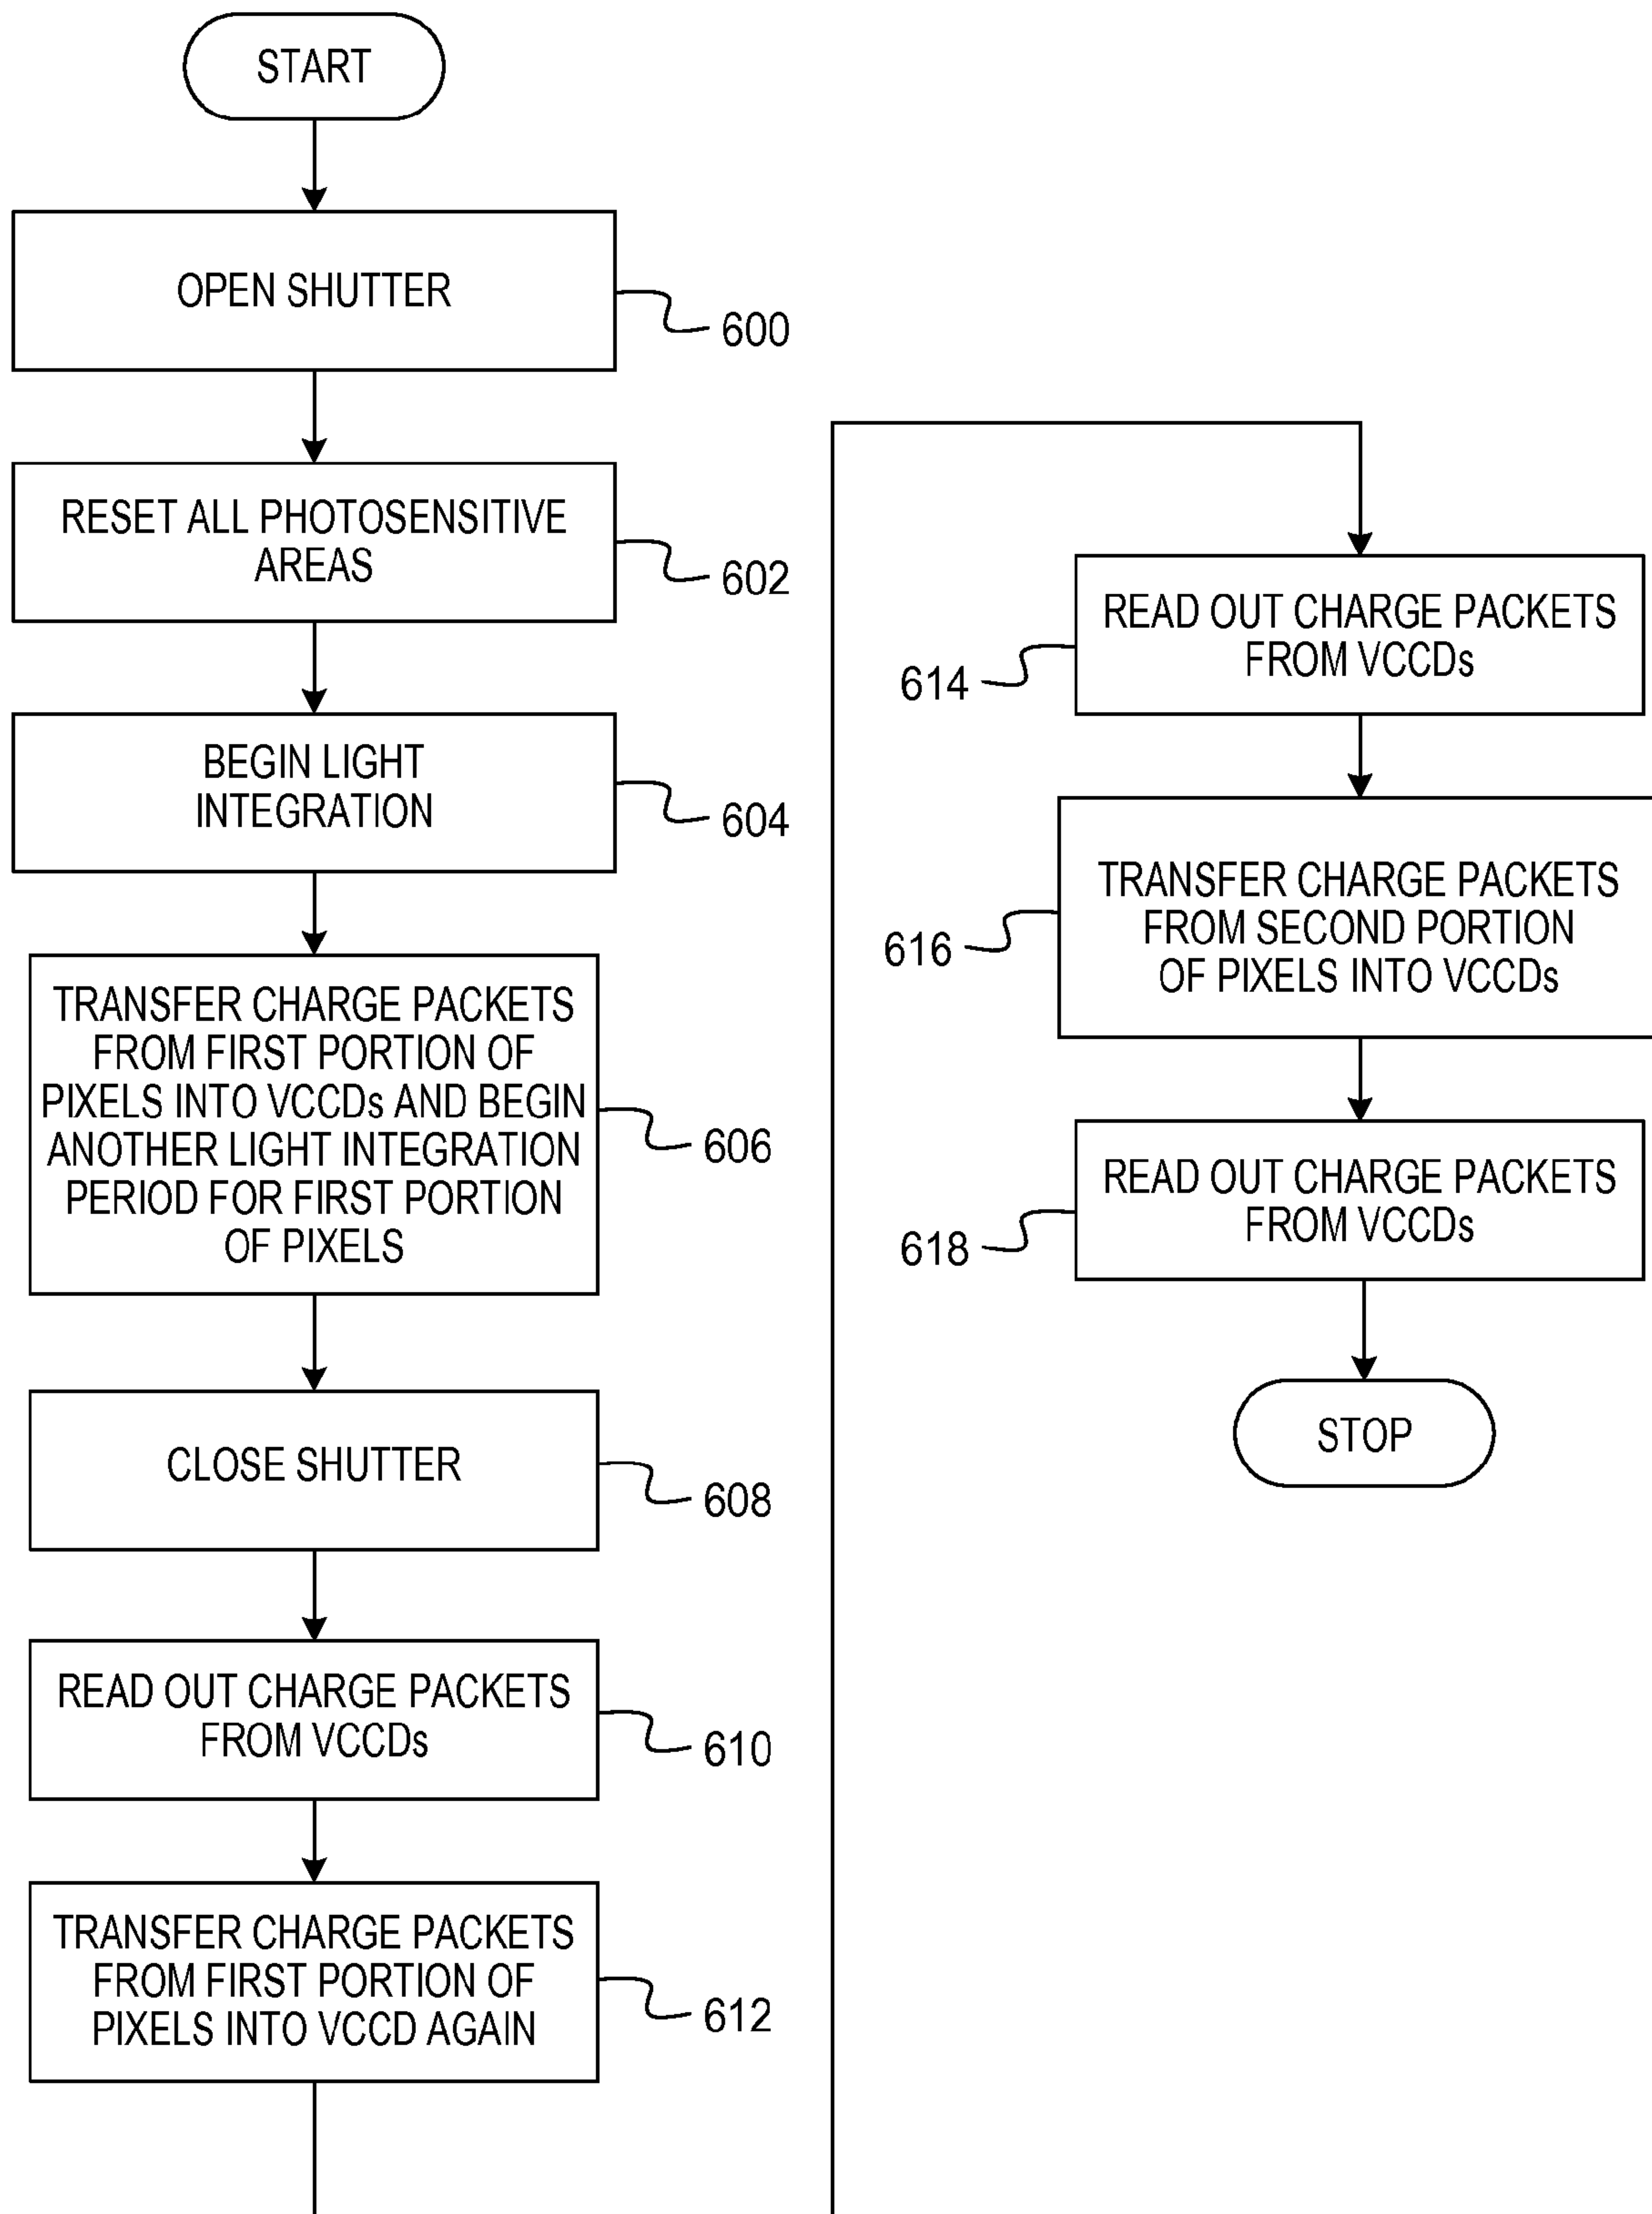 START
OPEN SHUTTER
600
RESET ALL PHOTOSENSITIVE
AREAS
602
BEGIN LIGHT
INTEGRATION
604
TRANSFER CHARGE PACKETS
FROM FIRST PORTION OF
PIXELS INTO VCCDs AND BEGIN
ANOTHER LIGHT INTEGRATION
PERIOD FOR FIRST PORTION
OF PIXELS
606
CLOSE SHUTTER
608
READ OUT CHARGE PACKETS
FROM VCCDs
610
TRANSFER CHARGE PACKETS
FROM FIRST PORTION OF
PIXELS INTO VCCD AGAIN
612
READ OUT CHARGE PACKETS
FROM VCCDs
614
TRANSFER CHARGE PACKETS
FROM SECOND PORTION
OF PIXELS INTO VCCDs
616
READ OUT CHARGE PACKETS
FROM VCCDs
618
STOP